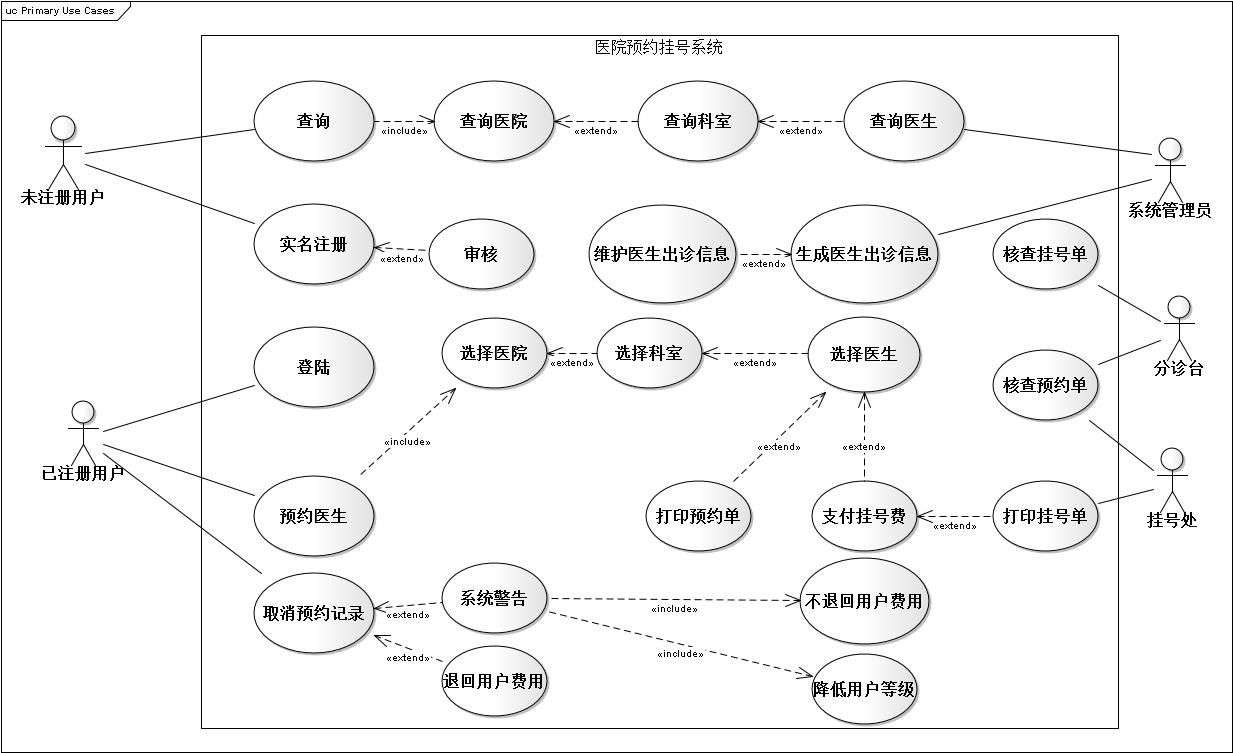 uc Primary Use Cases
医院预约挂号系统
查询
«include»
查询医院
«extend»
查询科室
«extend»
查询医生
未注册用户
系统管理员
实名注册
«extend»
审核
维护医生出诊信息
«extend»
生成医生出诊信息
核查挂号单
登陆
选择医院
«extend»
选择科室
«extend»
选择医生
分诊台
核查预约单
已注册用户
«include»
«extend»
«extend»
预约医生
打印预约单
支付挂号费
«extend»
打印挂号单
挂号处
取消预约记录
«extend»
系统警告
«include»
不退回用户费用
«extend»
«include»
退回用户费用
降低用户等级